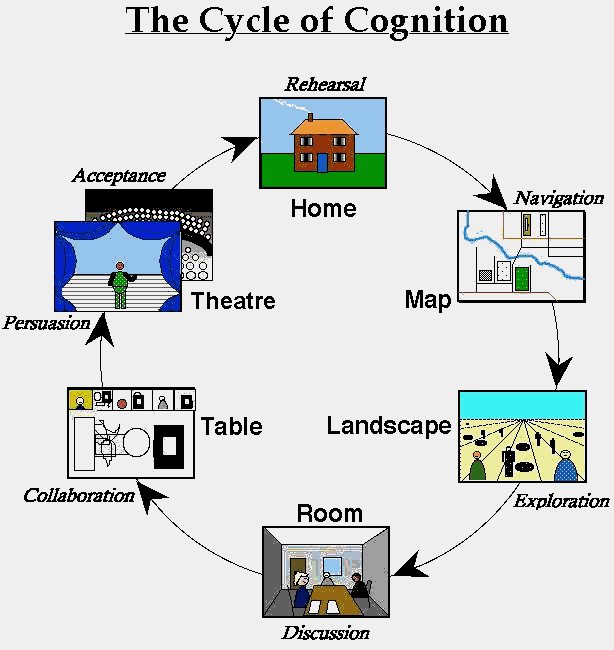 The Cycle of Cognition
Rehearsal
Home
Navigation
Map
Landscape
Exploration
Room
Discussion
Table
Collaboration
Persuasion
Theatre
Acceptance